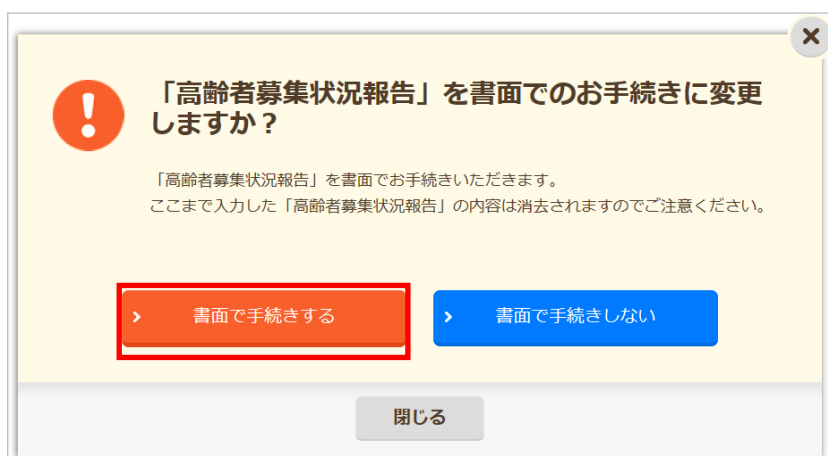 「高齢者募集状況報告」を書面でのお手続きに変更
しますか？
「高齢者募集状況報告」を書面でお手続きいただきます。
ここまで入力した「高齢者募集状況報告」の内容は消去されますのでご注意ください。
書面で手続きする
書面で手続きしない
閉じる